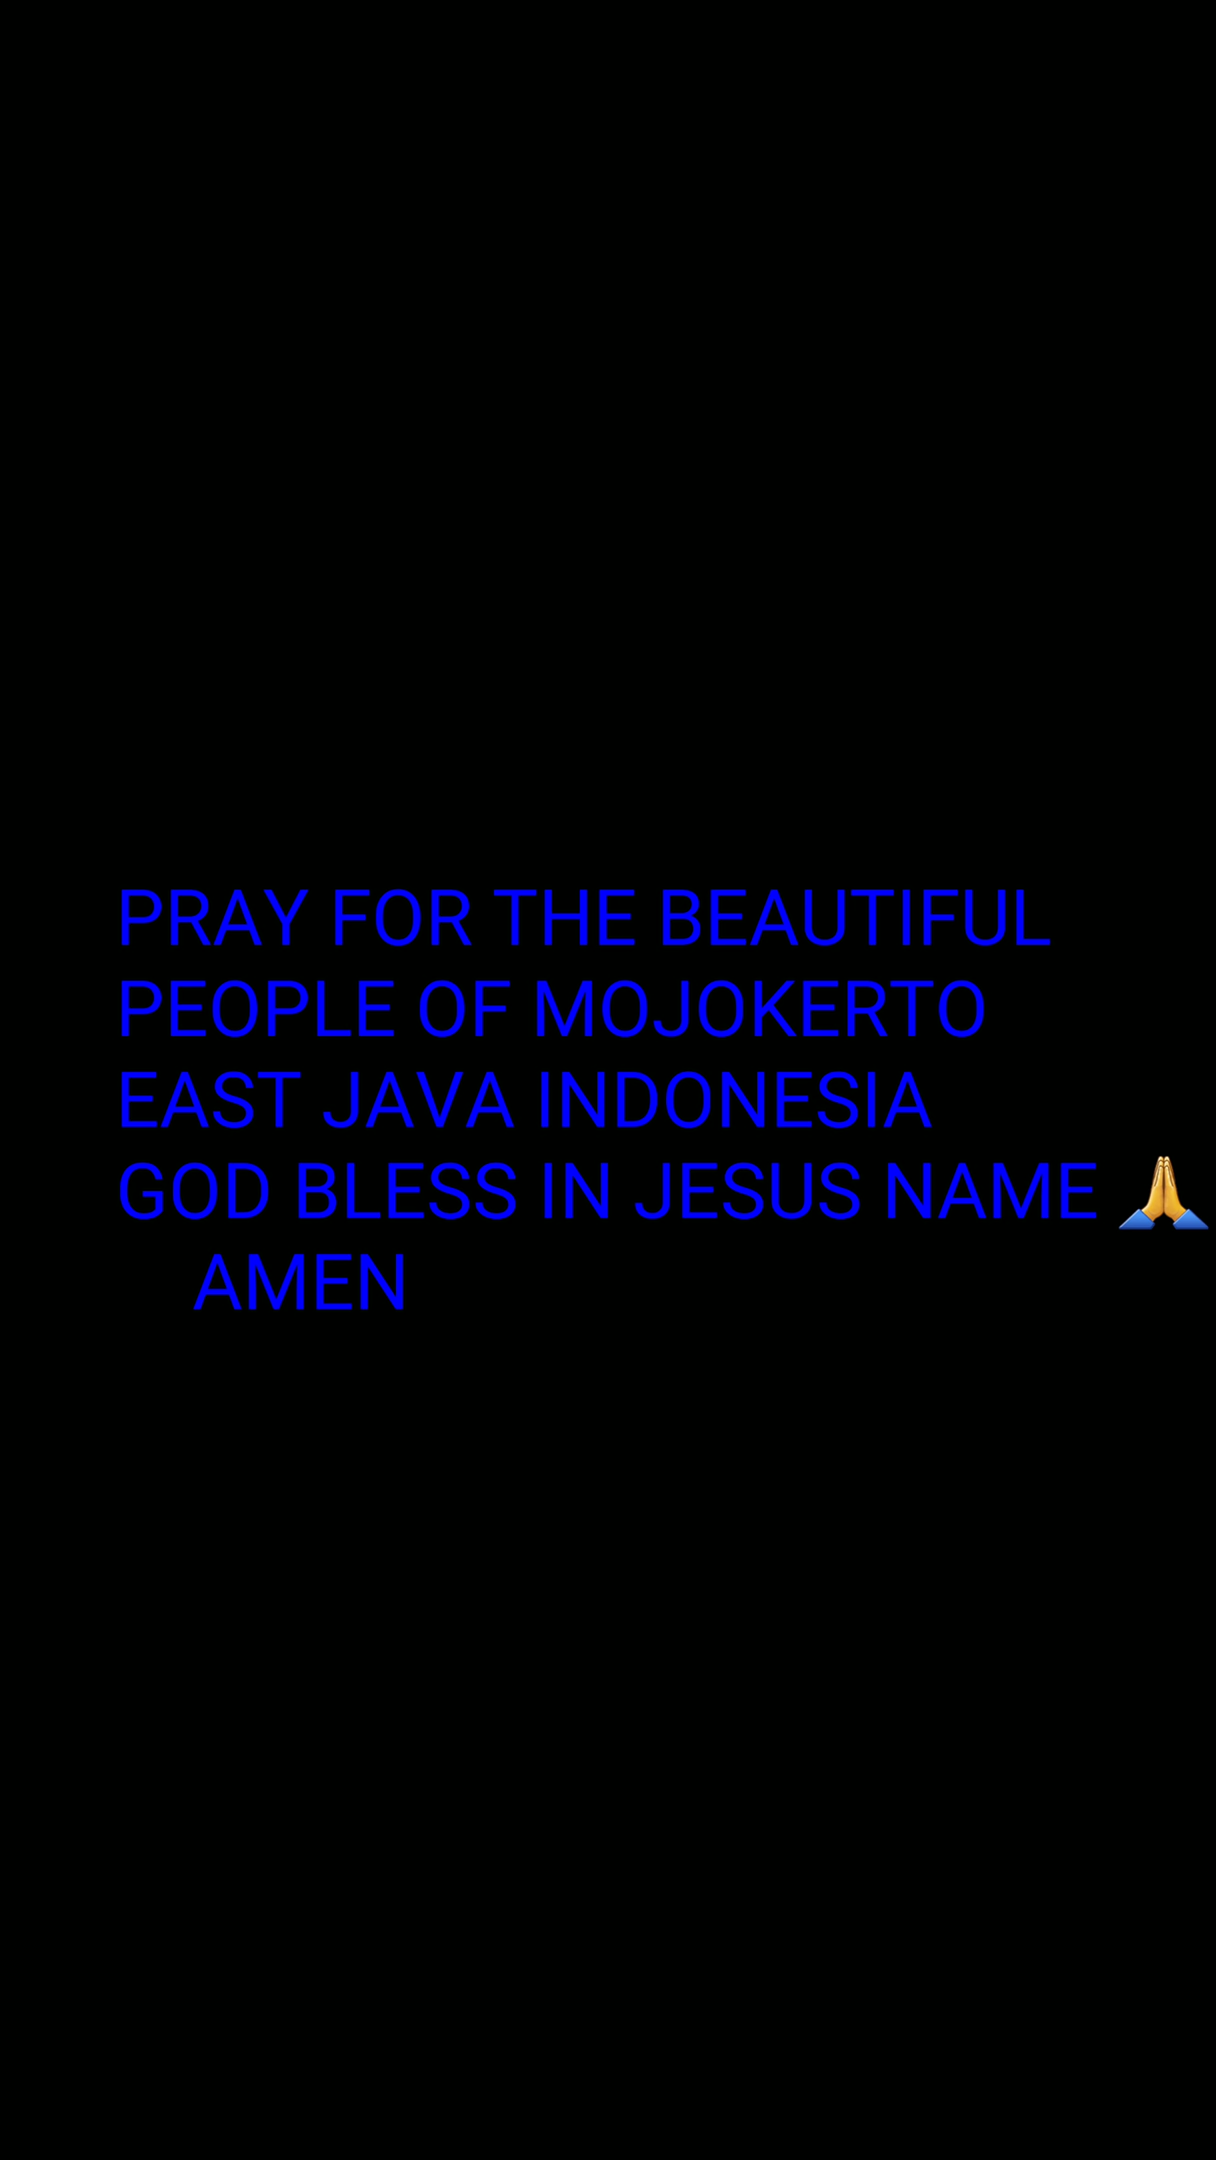 PRAY FOR THE BEAUTIFUL
PEOPLE OF MOJOKERTO
EAST JAVA INDONESIA
GOD BLESS IN JESUS NAME 🙏
AMEN